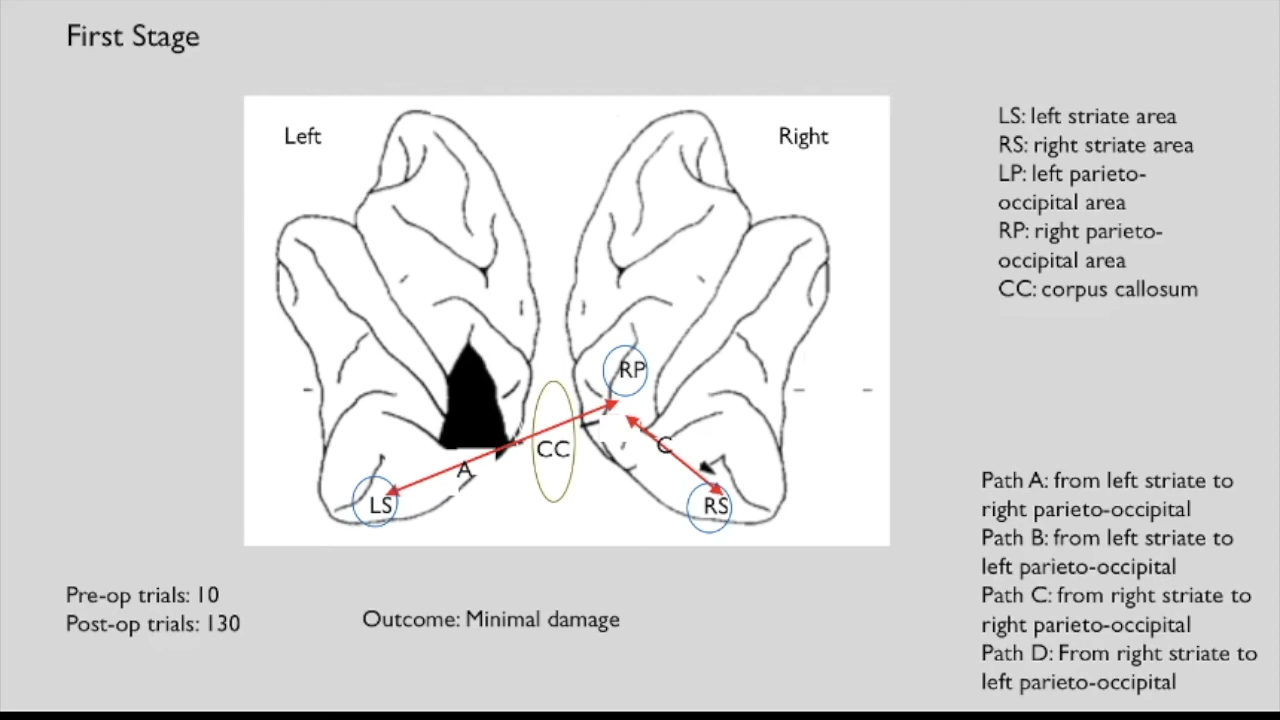 First Stage
Left
Right
LS: left striate area
RS: right striate area
LP: left parieto-
occipital area
RP: right parieto-
occipital area
CC: corpus callosum
RP
CC
C
A
LS
RS
Path A: from left striate to
right parieto-occipital
Path B: from left striate to
left parieto-occipital
Path C: from right striate to
right parieto-occipital
Path D: From right striate to
left parieto-occipital
Pre-op trials: 10
Post-op trials: 130
Outcome: Minimal damage